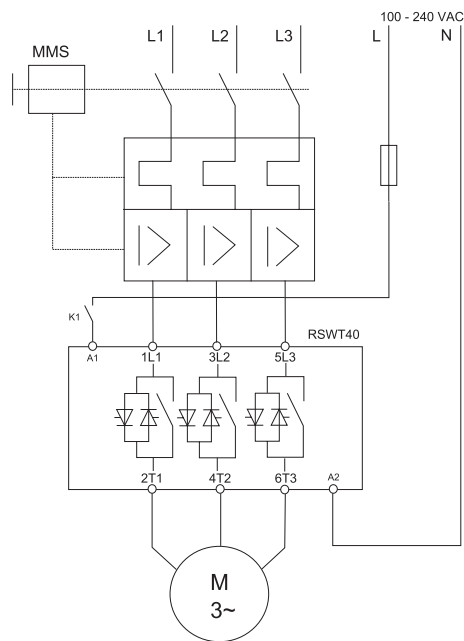 100 - 240 VAC
L1 L2 L3 L N
MMS
K1
RSWT40
A1 1L1 3L2 5L3
2T1 4T2 6T3 A2
M
3~